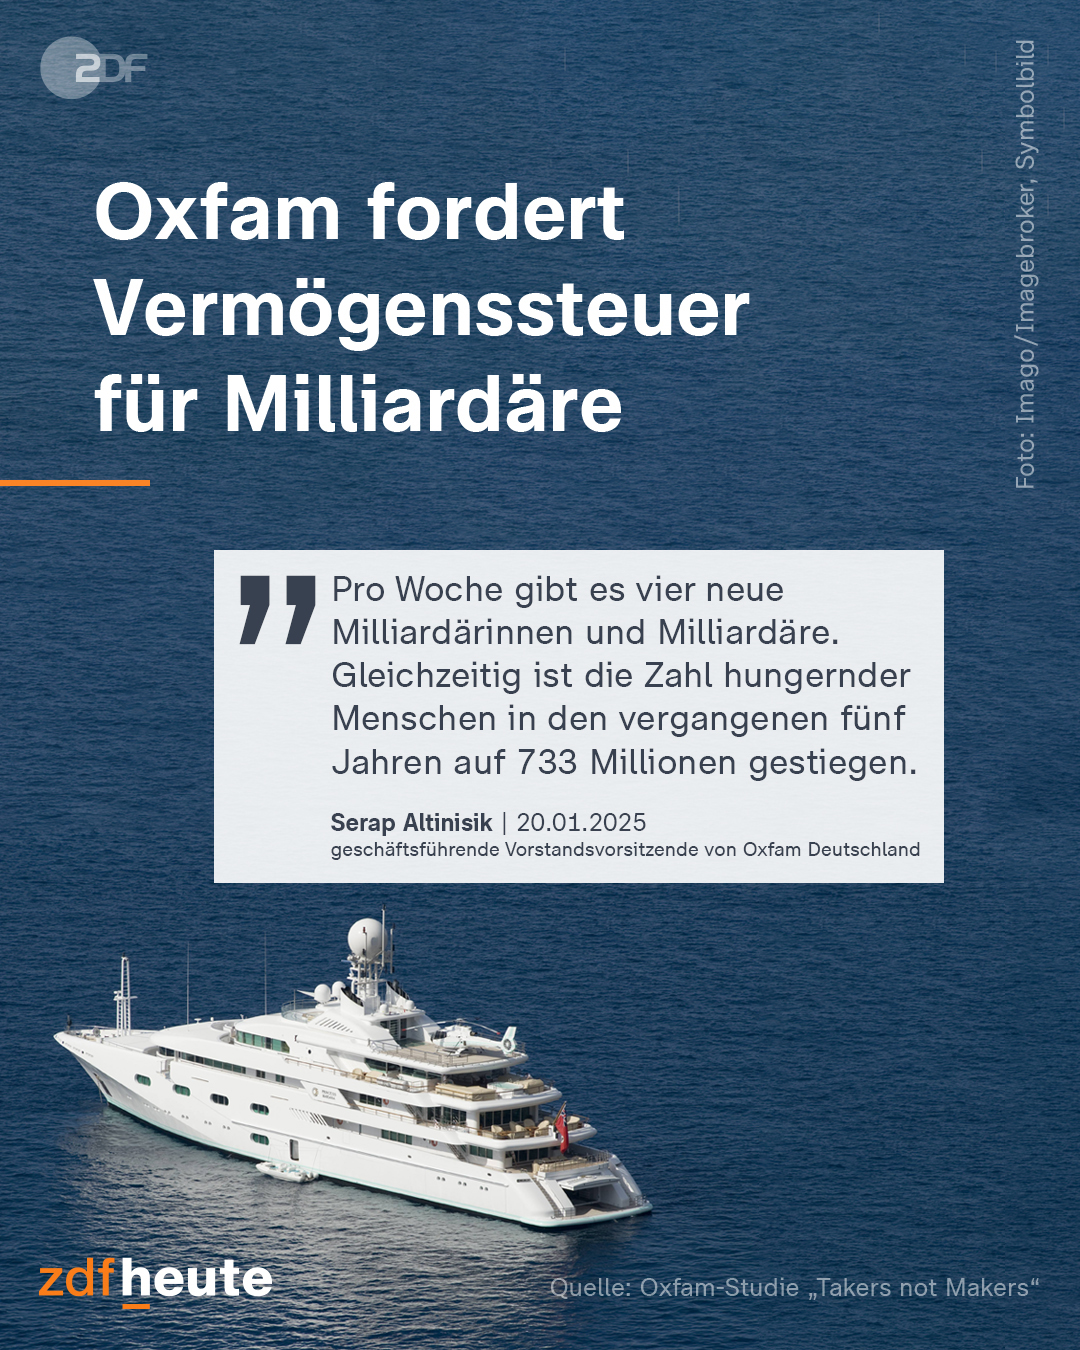 ZDF
Foto: Imago/Imagebroker, Symbolbild
Oxfam fordert
Vermögenssteuer
für Milliardäre
” Pro Woche gibt es vier neue
Milliardärinnen und Milliardäre.
Gleichzeitig ist die Zahl hungernder
Menschen in den vergangenen fünf
Jahren auf 733 Millionen gestiegen.
Serap Altinisik | 20.01.2025
geschäftsführende Vorstandsvorsitzende von Oxfam Deutschland
zdfheute
Quelle: Oxfam-Studie „Takers not Makers“